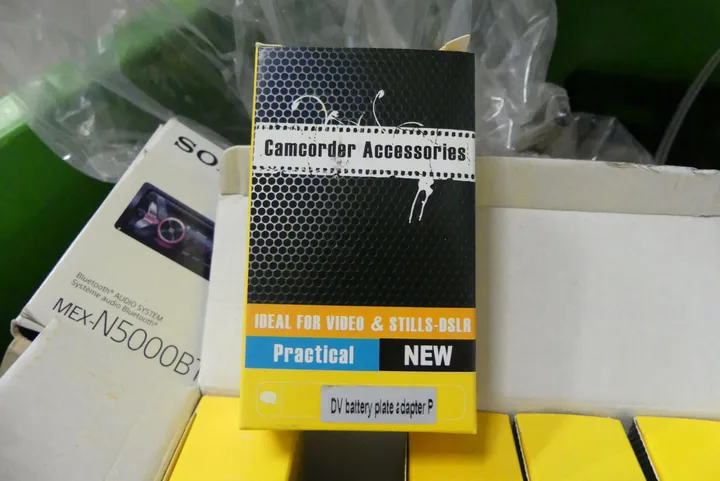 Camcorder Accessories
IDEAL FOR VIDEO & STILLS-DSLR
Practical
NEW
DV battery plate adapter P
SO
Bluetooth® AUDIO SYSTEM
Système audio Bluetooth®
MEX-N5000BT